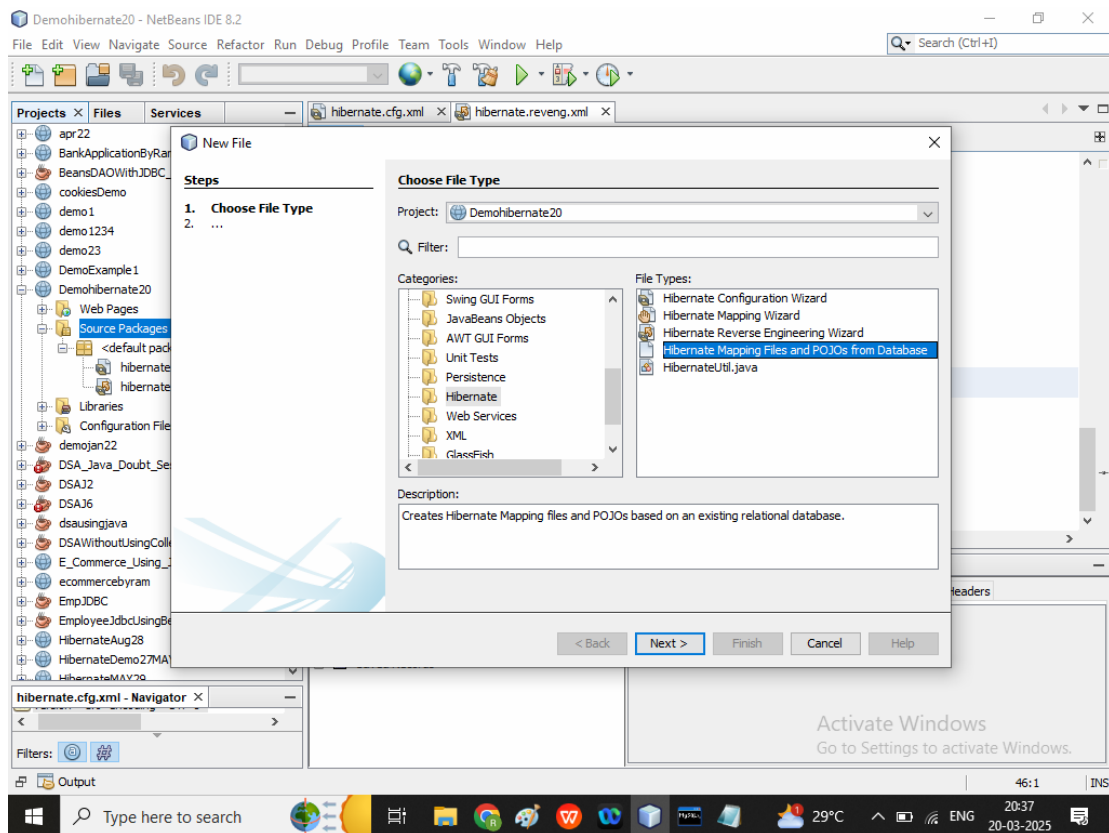 Demohibernate20 - NetBeans IDE 8.2
File Edit View Navigate Source Refactor Run Debug Profile Team Tools Window Help
Search (Ctrl+I)
Projects Files Services
hibernate.cfg.xml hibernate.reveng.xml
apr22
BankApplicationByRar
BeansDAOWithJDBC_
cookiesDemo
demo1
demo1234
demo23
DemoExample1
Demohibernate20
Web Pages
Source Packages
<default pack
hibernate
hibernate
Libraries
Configuration File
demojan22
DSA_Java_Doubt_Se
DSAJ2
DSAJ6
dsausingjava
DSAWithoutUsingColle
E_Commerce_Using_
ecommercebyram
EmpJDBC
EmployeeJdbcUsingBe
HibernateAug28
HibernateDemo27MAY
HibernateMAY29
New File
Steps
1. Choose File Type
2. ...
Choose File Type
Project: Demohibernate20
Filter:
Categories:
Swing GUI Forms
JavaBeans Objects
AWT GUI Forms
Unit Tests
Persistence
Hibernate
Web Services
XML
GlassFish
File Types:
Hibernate Configuration Wizard
Hibernate Mapping Wizard
Hibernate Reverse Engineering Wizard
Hibernate Mapping Files and POJOs from Database
HibernateUtil.java
Description:
Creates Hibernate Mapping files and POJOs based on an existing relational database.
< Back Next > Finish Cancel Help
Headers
hibernate.cfg.xml - Navigator
Filters:
Output
Activate Windows
Go to Settings to activate Windows.
46:1 INS
Type here to search
29°C ENG
20:37
20-03-2025